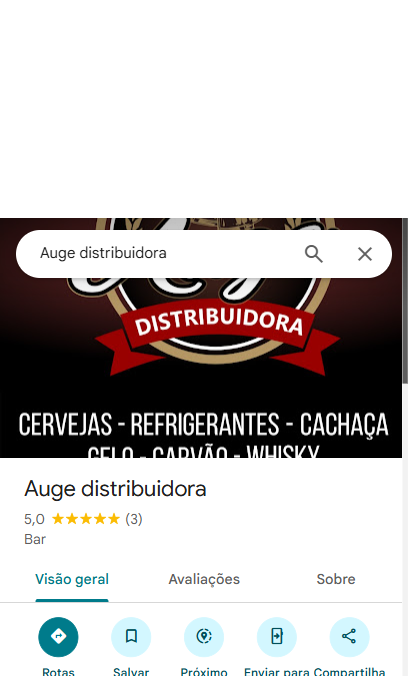 Auge distribuidora
DISTRIBUIDORA
CERVEJAS - REFRIGERANTES - CACHAÇA
GELO - CARVÃO - WHISKY
Auge distribuidora
5,0 (3)
Bar
Visão geral Avaliações Sobre
Rotas Salvar Próximo Enviar para Compartilha